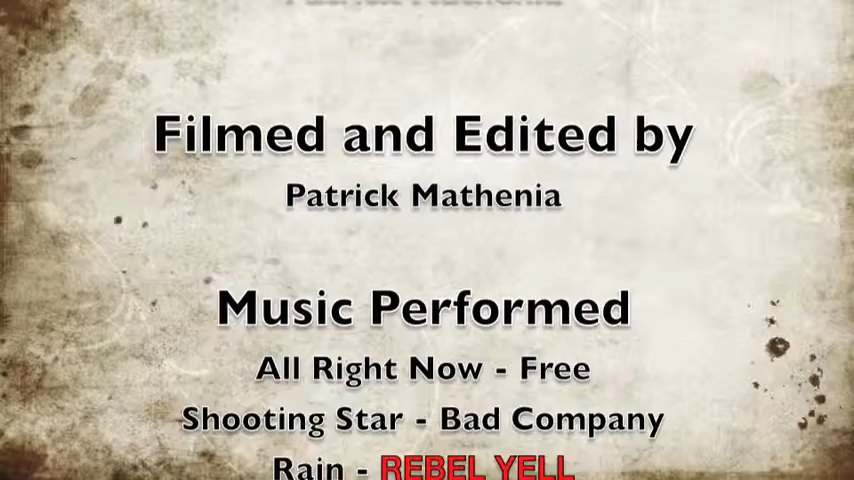 Filmed and Edited by
Patrick Mathenia
Music Performed
All Right Now - Free
Shooting Star - Bad Company
Rain - REBEL YELL